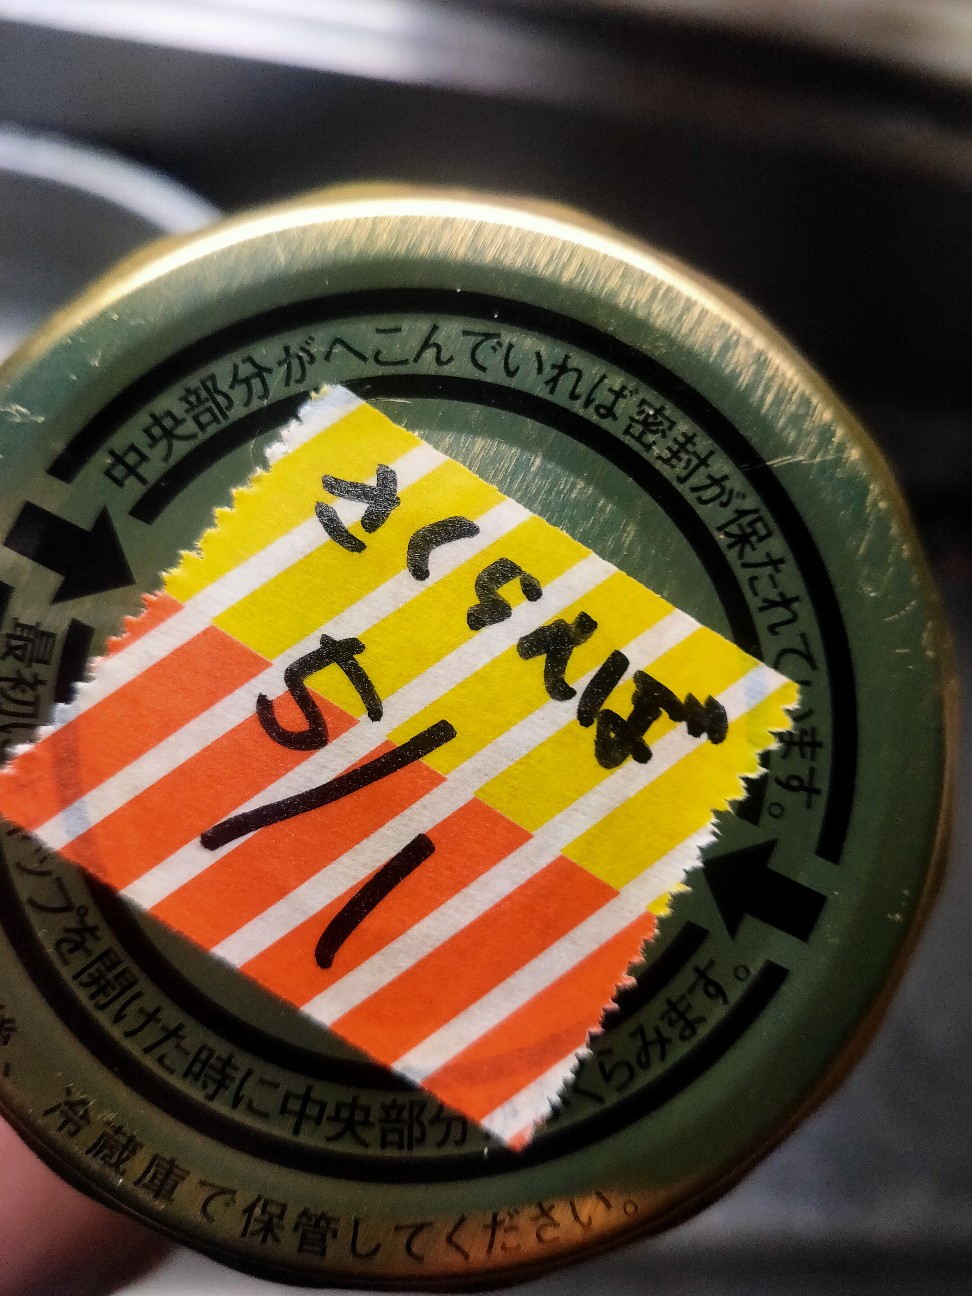 中央部分がへこんでいれば密封が保たれています。
さくらんぼ
5/1
最初に ップを開けた時に中央部分 くらみます。
後、冷蔵庫で保管してください。